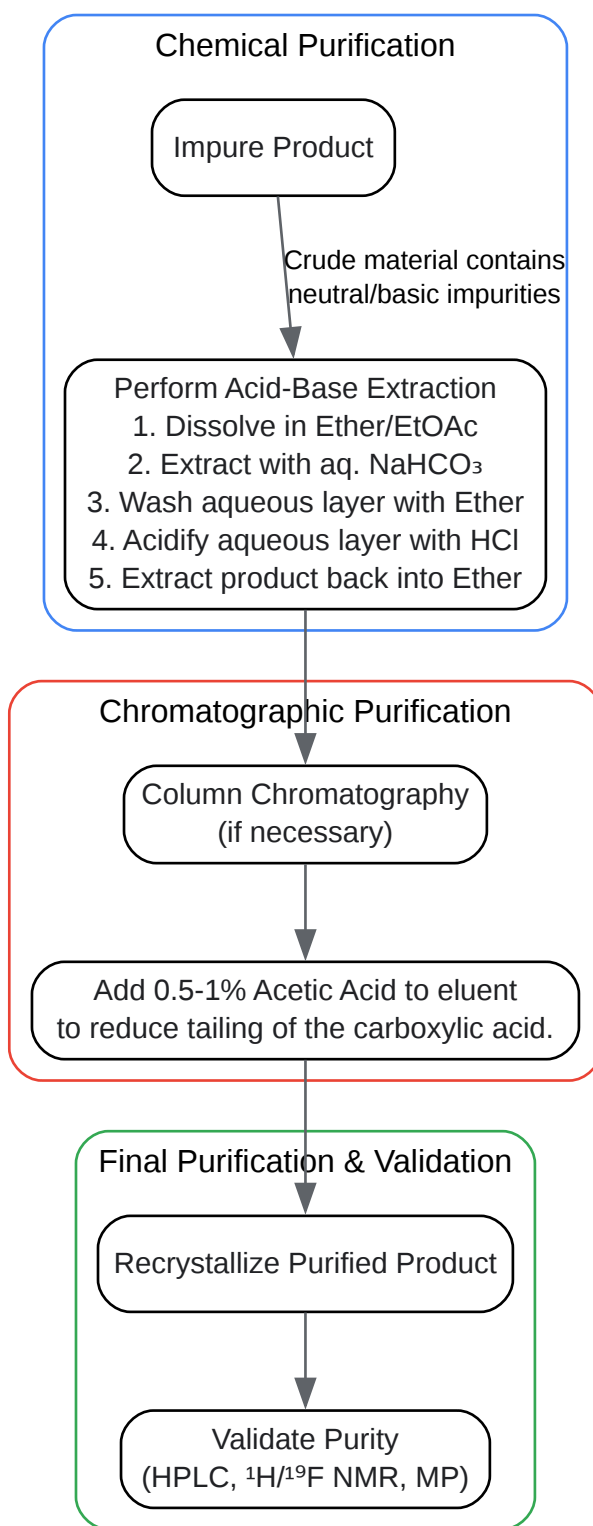 Chemical Purification
Impure Product
Crude material contains
neutral/basic impurities
Perform Acid-Base Extraction
1. Dissolve in Ether/EtOAc
2. Extract with aq. NaHCO₃
3. Wash aqueous layer with Ether
4. Acidify aqueous layer with HCl
5. Extract product back into Ether
Chromatographic Purification
Column Chromatography
(if necessary)
Add 0.5-1% Acetic Acid to eluent
to reduce tailing of the carboxylic acid.
Final Purification & Validation
Recrystallize Purified Product
Validate Purity
(HPLC, ¹H/¹⁹F NMR, MP)